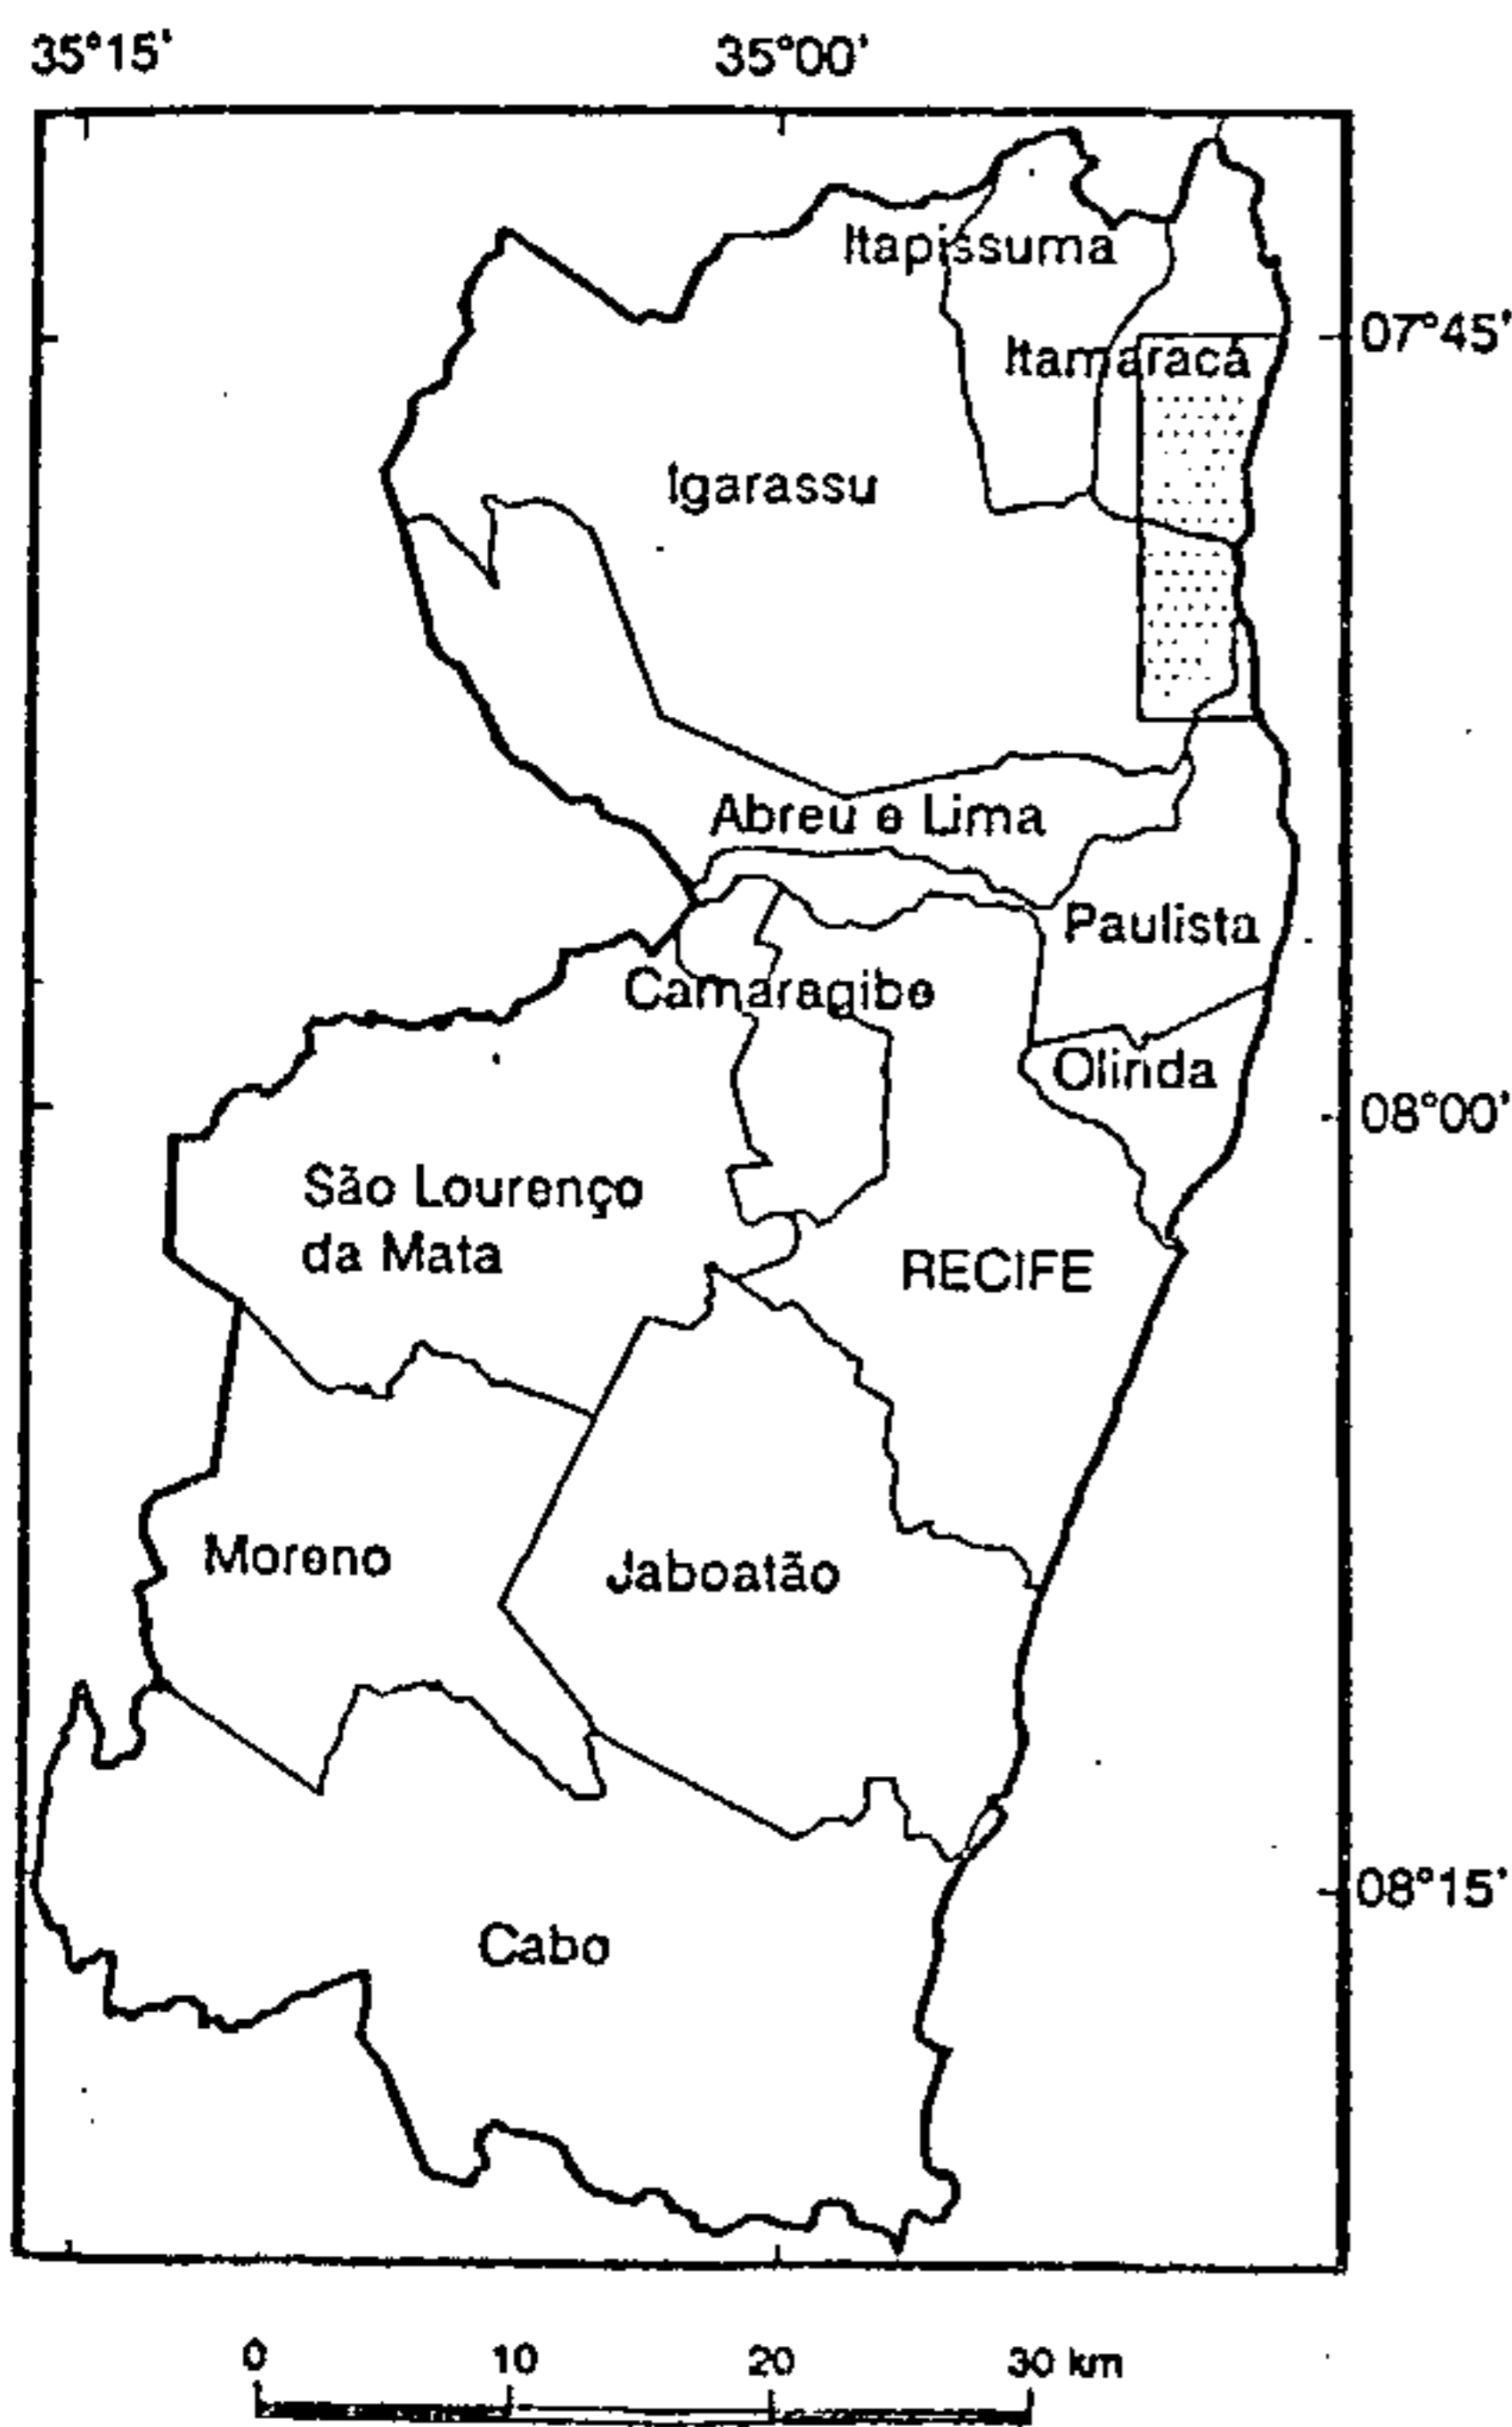 35°15' 35°00'
Itapissuma
07°45'
Itamaraca
Igarassu
Abreu e Lima
Paulista
Camaragibe
Olinda
08°00'
São Lourenço
da Mata
RECIFE
Moreno
Jaboatão
08°15'
Cabo
0 10 20 30 km